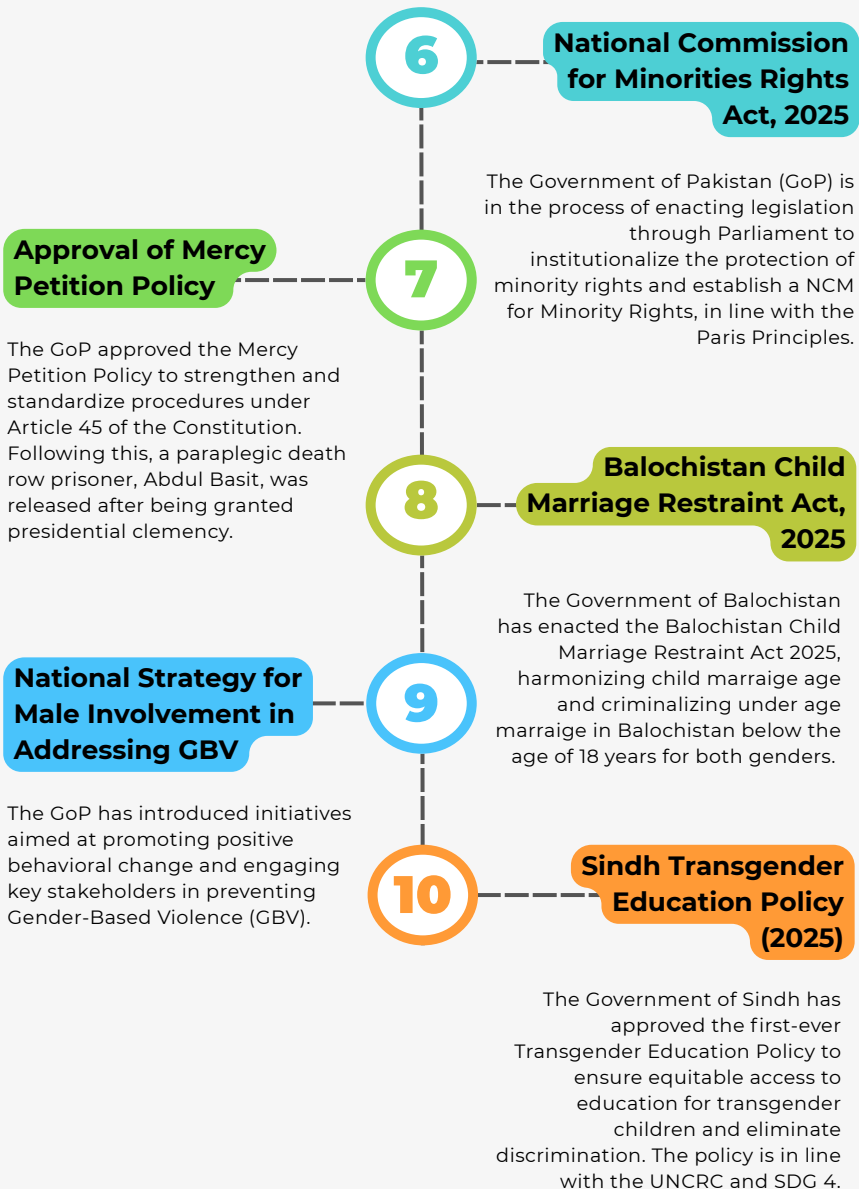 6
National Commission
for Minorities Rights
Act, 2025
The Government of Pakistan (GoP) is
in the process of enacting legislation
through Parliament to
institutionalize the protection of
minority rights and establish a NCM
for Minority Rights, in line with the
Paris Principles.
7
Approval of Mercy
Petition Policy
The GoP approved the Mercy
Petition Policy to strengthen and
standardize procedures under
Article 45 of the Constitution.
Following this, a paraplegic death
row prisoner, Abdul Basit, was
released after being granted
presidential clemency.
8
Balochistan Child
Marriage Restraint Act,
2025
The Government of Balochistan
has enacted the Balochistan Child
Marriage Restraint Act 2025,
harmonizing child marraige age
and criminalizing under age
marraige in Balochistan below the
age of 18 years for both genders.
9
National Strategy for
Male Involvement in
Addressing GBV
The GoP has introduced initiatives
aimed at promoting positive
behavioral change and engaging
key stakeholders in preventing
Gender-Based Violence (GBV).
10
Sindh Transgender
Education Policy
(2025)
The Government of Sindh has
approved the first-ever
Transgender Education Policy to
ensure equitable access to
education for transgender
children and eliminate
discrimination. The policy is in line
with the UNCRC and SDG 4.